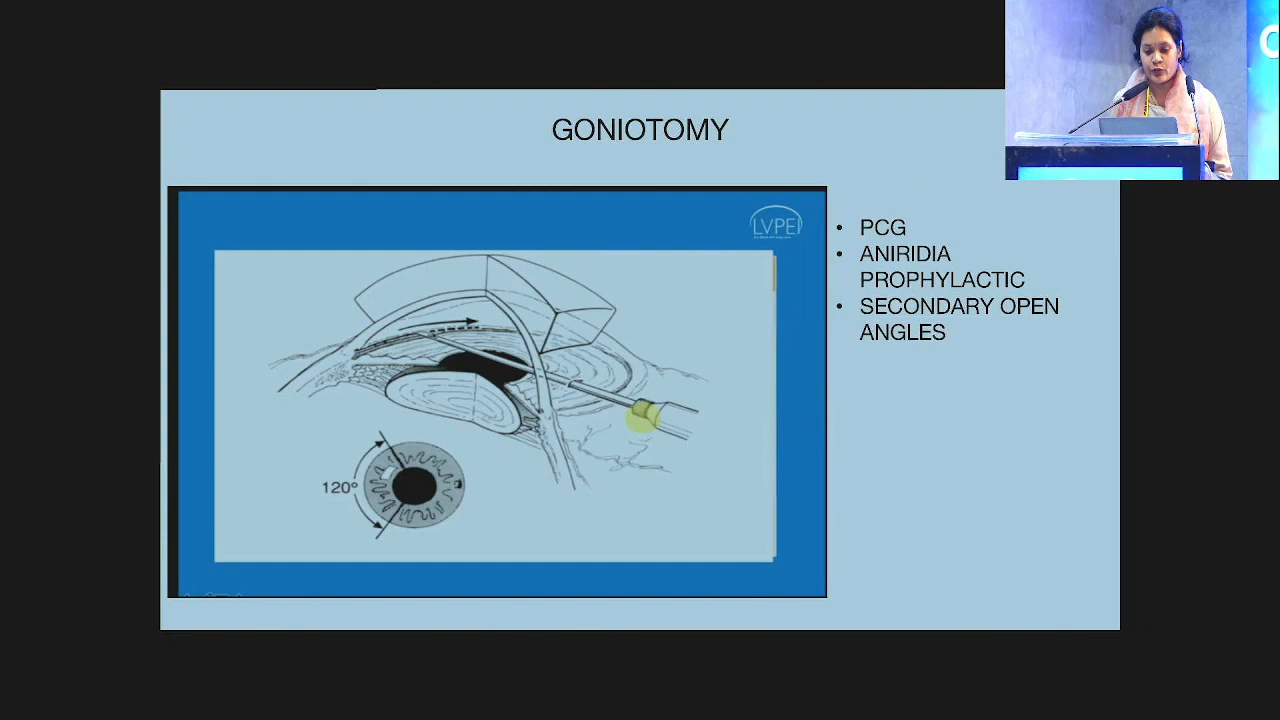 GONIOTOMY
LVPEI
• PCG
• ANIRIDIA
PROPHYLACTIC
• SECONDARY OPEN
ANGLES
120°